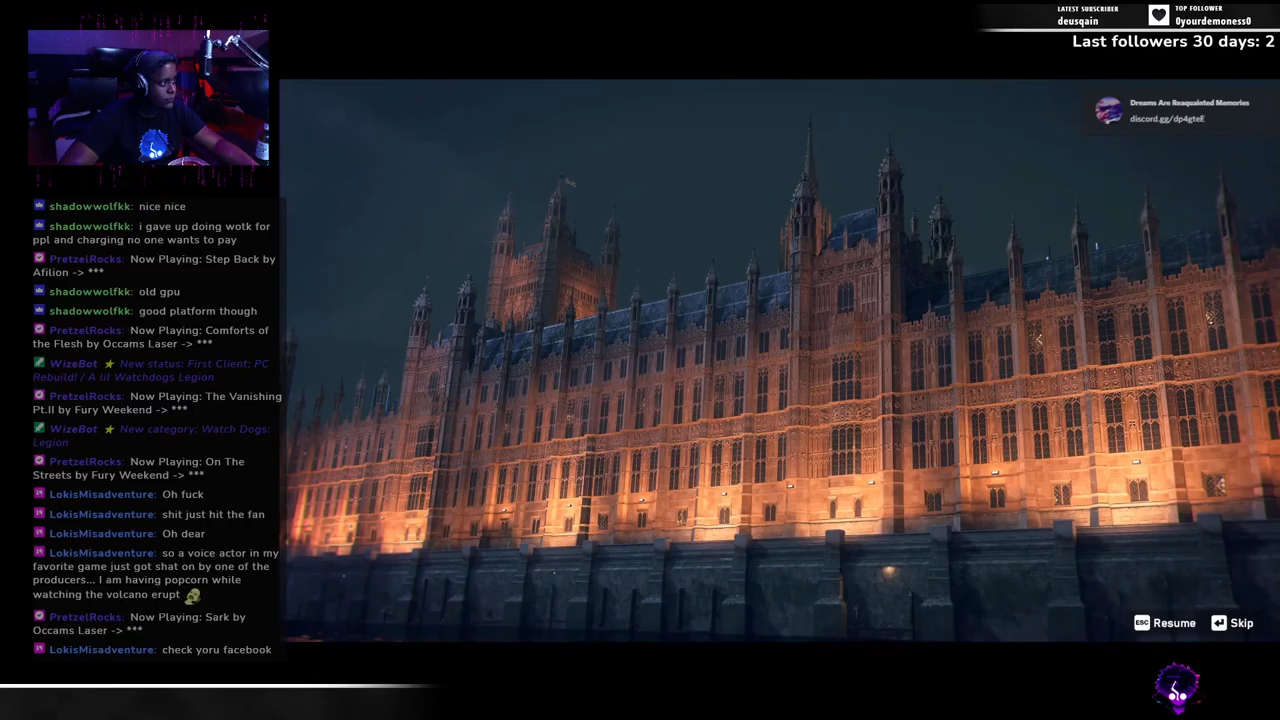 LATEST SUBSCRIBER
deusqain
TOP FOLLOWER
0yourdemoness0
Last followers 30 days: 2
Dreams Are Reaquainted Memories
discord.gg/dp4gteE
shadowwolfkk: nice nice
shadowwolfkk: i gave up doing wotk for
ppl and charging no one wants to pay
PretzelRocks: Now Playing: Step Back by
Afilion -> ***
shadowwolfkk: old gpu
shadowwolfkk: good platform though
PretzelRocks: Now Playing: Comforts of
the Flesh by Occams Laser -> ***
WizeBot ★ New status: First Client: PC
Rebuild! / A lil Watchdogs Legion
PretzelRocks: Now Playing: The Vanishing
Pt.II by Fury Weekend -> ***
WizeBot ★ New category: Watch Dogs:
Legion
PretzelRocks: Now Playing: On The
Streets by Fury Weekend -> ***
LokisMisadventure: Oh fuck
LokisMisadventure: shit just hit the fan
LokisMisadventure: Oh dear
LokisMisadventure: so a voice actor in my
favorite game just got shat on by one of the
producers... I am having popcorn while
watching the volcano erupt
PretzelRocks: Now Playing: Sark by
Occams Laser -> ***
LokisMisadventure: check yoru facebook
ESC Resume
Skip